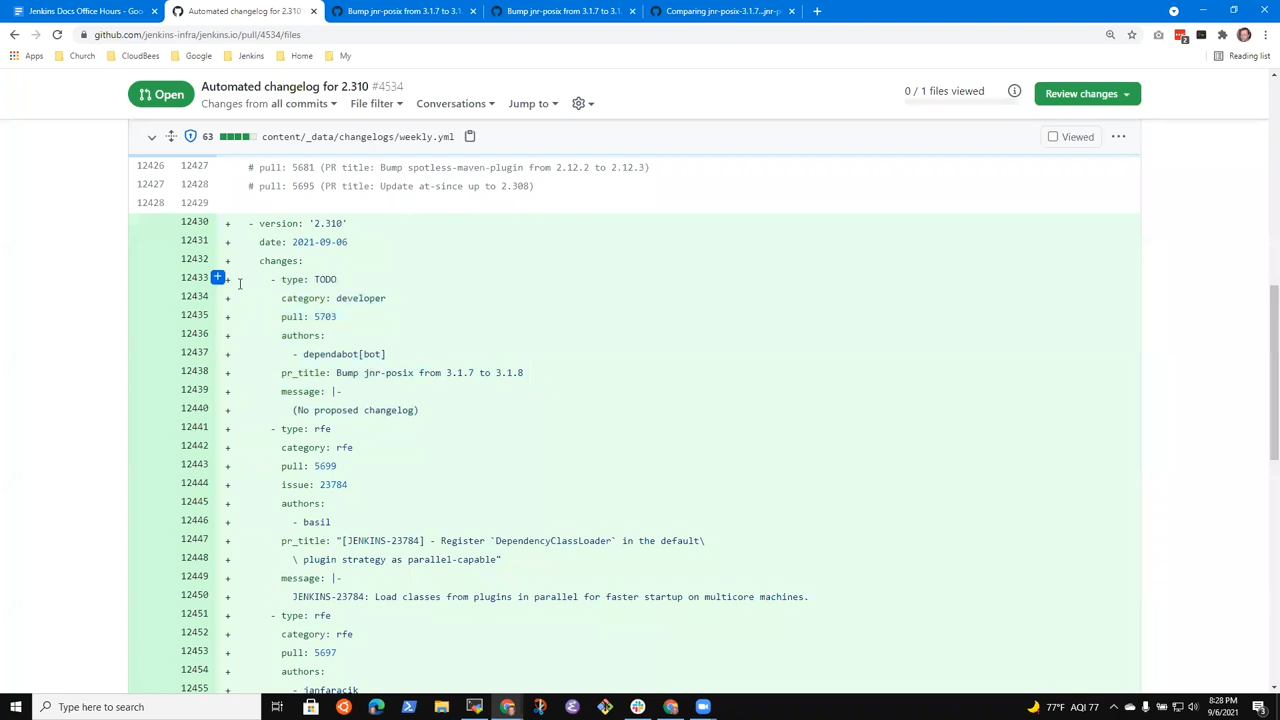 Jenkins Docs Office Hours - Goo
Automated changelog for 2.310
Bump jnr-posix from 3.1.7 to 3.1
Bump jnr-posix from 3.1.7 to 3.1
Comparing jnr-posix-3.1.7...jnr-p
github.com/jenkins-infra/jenkins.io/pull/4534/files
2
Apps
Church
CloudBees
Google
Jenkins
Home
My
Reading list
Open
Automated changelog for 2.310 #4534
Changes from all commits
File filter
Conversations
Jump to
0 / 1 files viewed
Review changes
63 content/_data/changelogs/weekly.yml
Viewed
12426 12427 # pull: 5681 (PR title: Bump spotless-maven-plugin from 2.12.2 to 2.12.3)
12427 12428 # pull: 5695 (PR title: Update at-since up to 2.308)
12428 12429
12430 + - version: '2.310'
12431 + date: 2021-09-06
12432 + changes:
12433 + - type: TODO
12434 + category: developer
12435 + pull: 5703
12436 + authors:
12437 + - dependabot[bot]
12438 + pr_title: Bump jnr-posix from 3.1.7 to 3.1.8
12439 + message: |-
12440 + (No proposed changelog)
12441 + - type: rfe
12442 + category: rfe
12443 + pull: 5699
12444 + issue: 23784
12445 + authors:
12446 + - basil
12447 + pr_title: "[JENKINS-23784] - Register `DependencyClassLoader` in the default\
12448 + \ plugin strategy as parallel-capable"
12449 + message: |-
12450 + JENKINS-23784: Load classes from plugins in parallel for faster startup on multicore machines.
12451 + - type: rfe
12452 + category: rfe
12453 + pull: 5697
12454 + authors:
12455 + - janfaracik
Type here to search
77°F AQI 77
8:28 PM
9/6/2021
3